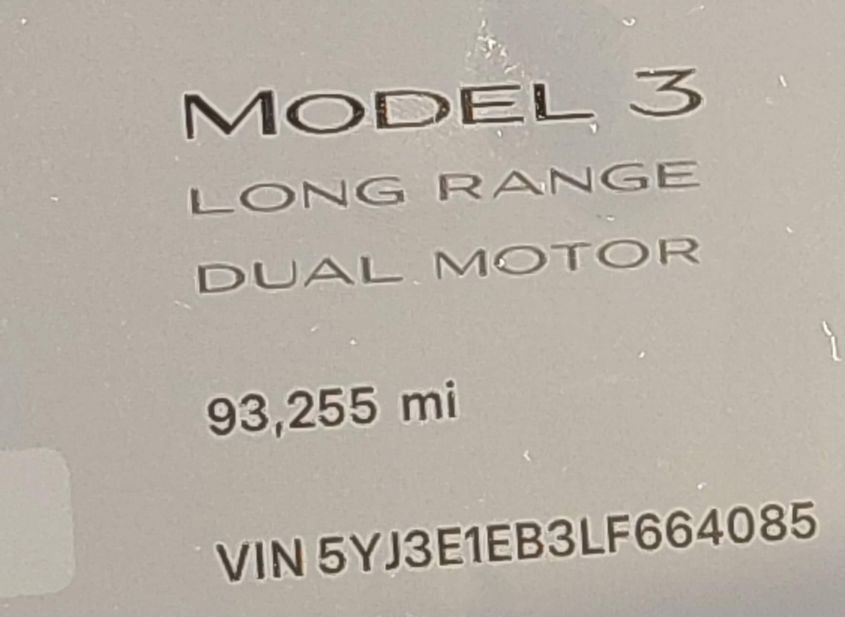 MODEL 3
LONG RANGE
DUAL MOTOR
93,255 mi
VIN 5YJ3E1EB3LF664085